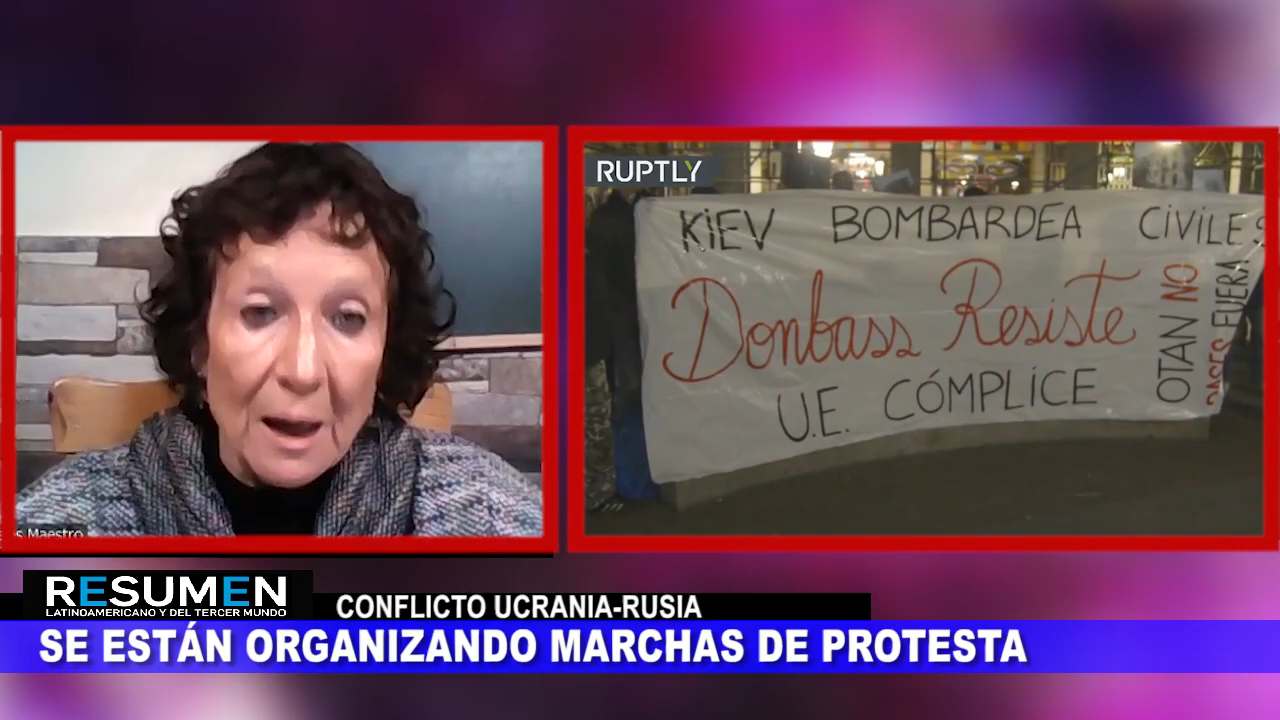 RUPTLY
KIEV BOMBARDEA CIVILES
Donbass Resiste
U.E. CÓMPLICE
OTAN NO
BASES FUERA
s Maestro
RESUMEN
LATINOAMERICANO Y DEL TERCER MUNDO
CONFLICTO UCRANIA-RUSIA
SE ESTÁN ORGANIZANDO MARCHAS DE PROTESTA